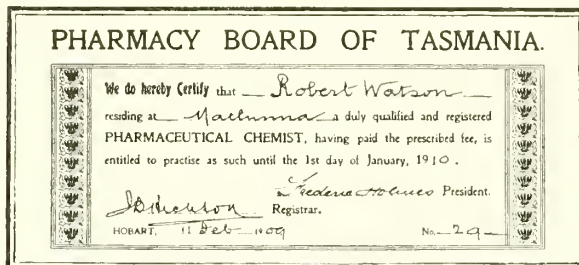 PHARMACY BOARD OF TASMANIA.
We do hereby Certify that Robert Watson
residing at a duly qualified and registered
PHARMACEUTICAL CHEMIST, having paid the prescribed fee, is
entitled to practise as such until the 1st day of January, 1910.
Frederic Holmes President.
Registrar.
HOBART, 11 Feb 1909 No. 29